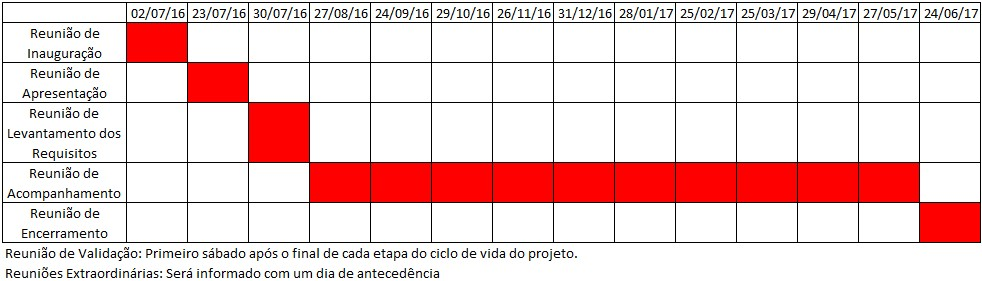 02/07/16 23/07/16 30/07/16 27/08/16 24/09/16 29/10/16 26/11/16 31/12/16 28/01/17 25/02/17 25/03/17 29/04/17 27/05/17 24/06/17
Reunião de
Inauguração
Reunião de
Apresentação
Reunião de
Levantamento dos
Requisitos
Reunião de
Acompanhamento
Reunião de
Encerramento
Reunião de Validação: Primeiro sábado após o final de cada etapa do ciclo de vida do projeto.
Reuniões Extraordinárias: Será informado com um dia de antecedência